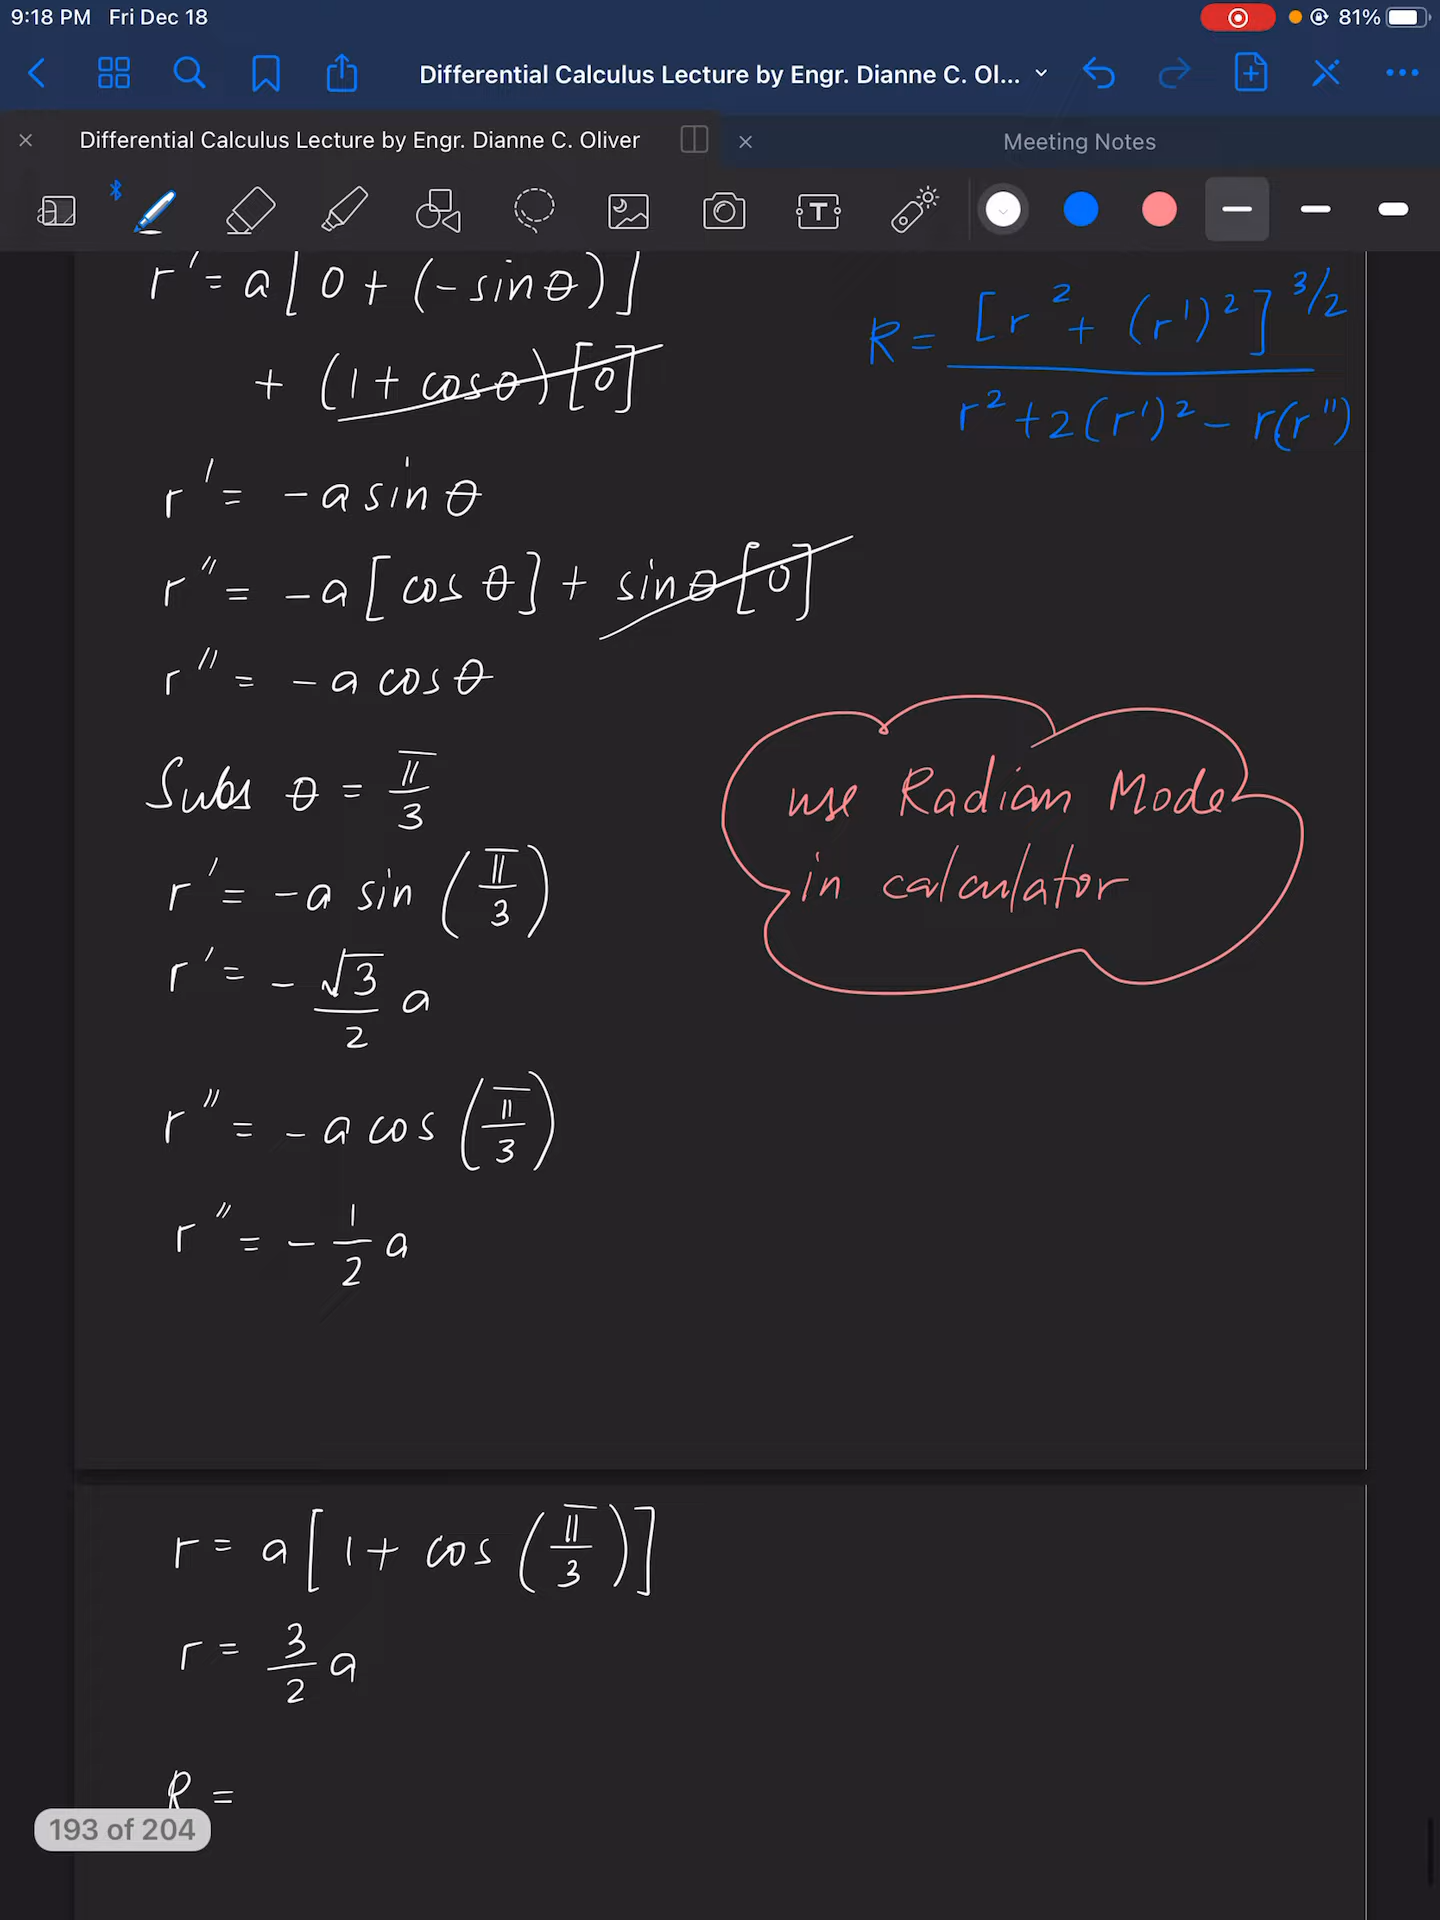 9:18 PM Fri Dec 18
81%
Differential Calculus Lecture by Engr. Dianne C. Ol...
Differential Calculus Lecture by Engr. Dianne C. Oliver
Meeting Notes
T
r' = a[0 + (-sinθ)]
+ (1 + cosθ)[0]
R = [r² + (r')²]^3/2
r² + 2(r')² - r(r'')
r' = -a sinθ
r'' = -a[cosθ] + sinθ[0]
r'' = -a cosθ
Subs θ = π/3
use Radian Mode
in calculator
r' = -a sin(π/3)
r' = -√3/2 a
r'' = -a cos(π/3)
r'' = -1/2 a
r = a[1 + cos(π/3)]
r = 3/2 a
R =
193 of 204